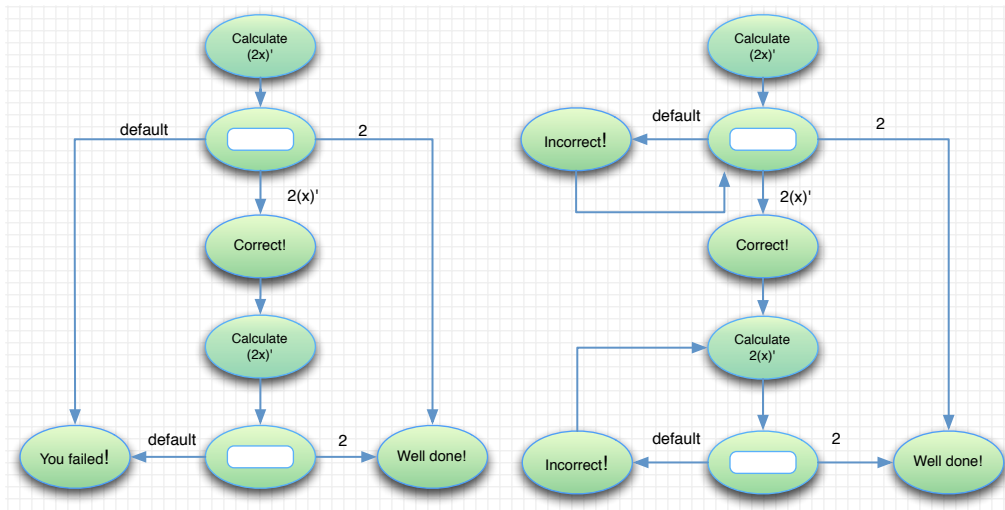 Calculate
(2x)'
default
2
2(x)'
Correct!
Calculate
(2x)'
default
2
You failed!
Well done!
Calculate
(2x)'
Incorrect!
default
2
2(x)'
Correct!
Calculate
2(x)'
default
2
Incorrect!
Well done!